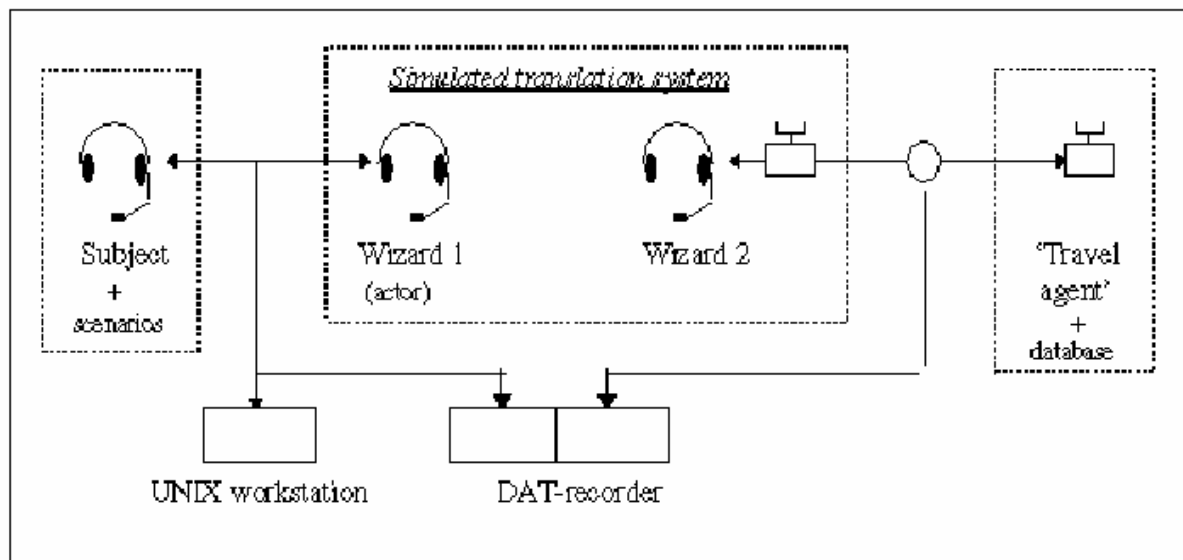 Simulated translation system
Subject
+
scenarios
Wizard 1
(actor)
Wizard 2
‘Travel
agent’
+
database
UNIX workstation
DAT-recorder